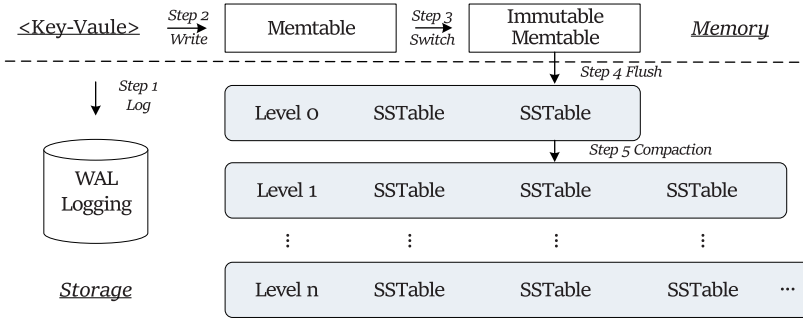 <Key-Vaule>
Step 2
Write
Memtable
Step 3
Switch
Immutable
Memtable
Memory
Step 1
Log
Step 4 Flush
Level 0 SSTable SSTable
Step 5 Compaction
WAL
Logging
Level 1 SSTable SSTable SSTable
⋮ ⋮ ⋮ ⋮
Storage
Level n SSTable SSTable SSTable ...